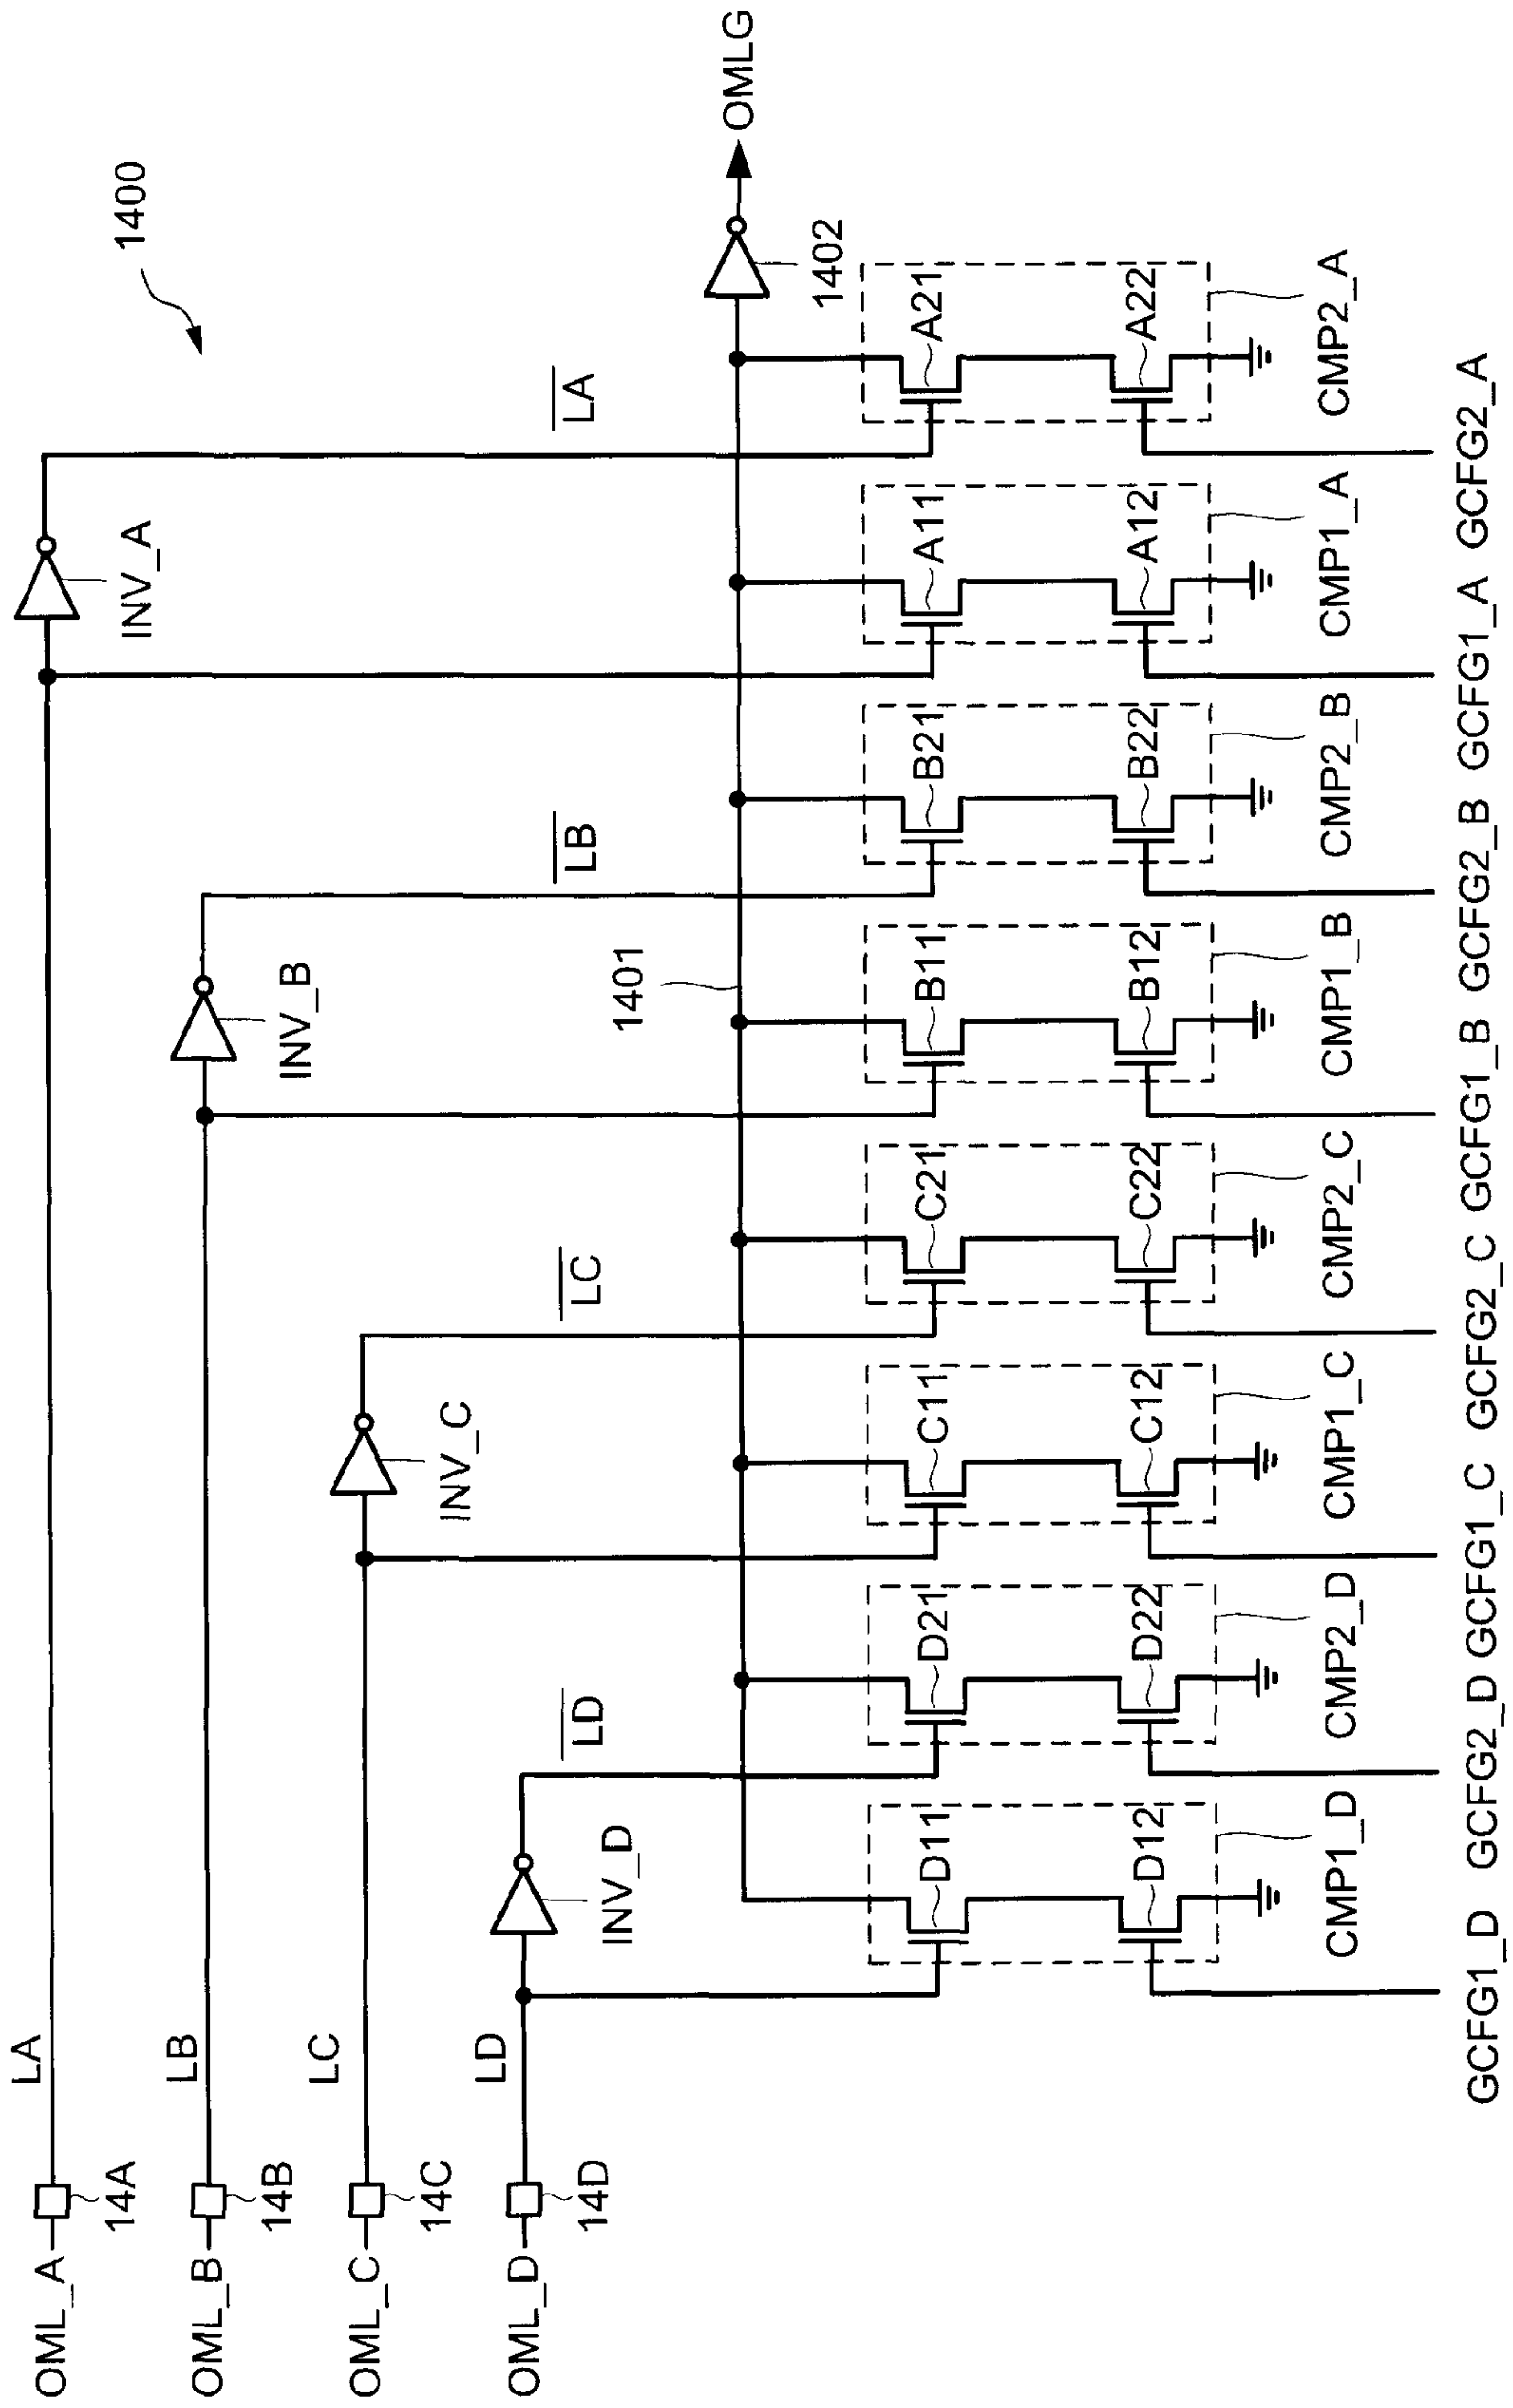 1400
OML_A
14A
LA
INV_A
OML_B
14B
LB
INV_B
OML_C
14C
LC
INV_C
OML_D
14D
LD
INV_D
LD
LC
LB
LA
1401
1402
OMLG
D11
D21
C11
C21
B11
B21
A11
A21
D12
D22
C12
C22
B12
B22
A12
A22
CMP1_D
CMP2_D
CMP1_C
CMP2_C
CMP1_B
CMP2_B
CMP1_A
CMP2_A
GCFG1_D
GCFG2_D
GCFG1_C
GCFG2_C
GCFG1_B
GCFG2_B
GCFG1_A
GCFG2_A